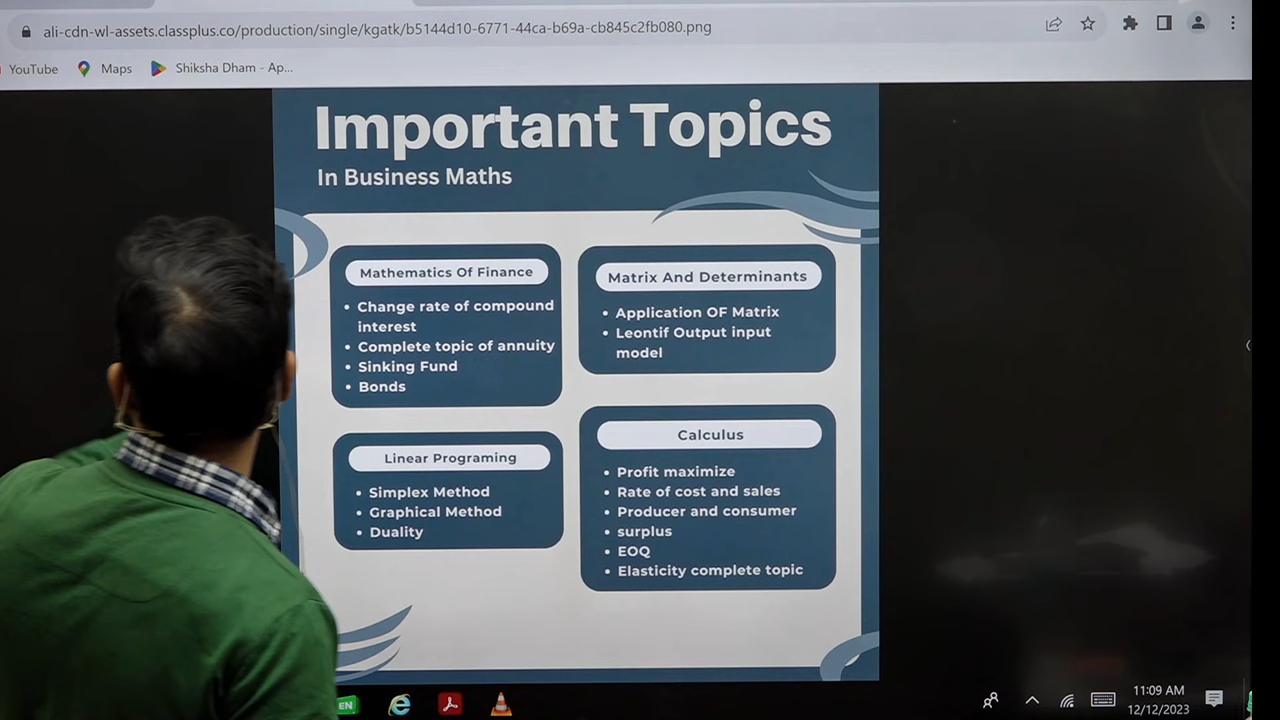 ali-cdn-wl-assets.classplus.co/production/single/kgatk/b5144d10-6771-44ca-b69a-cb845c2fb080.png
YouTube Maps Shiksha Dham - Ap...
Important Topics
In Business Maths
Mathematics Of Finance
• Change rate of compound
interest
• Complete topic of annuity
• Sinking Fund
• Bonds
Matrix And Determinants
• Application OF Matrix
• Leontif Output input
model
Linear Programing
• Simplex Method
• Graphical Method
• Duality
Calculus
• Profit maximize
• Rate of cost and sales
• Producer and consumer
• surplus
• EOQ
• Elasticity complete topic
EN
11:09 AM
12/12/2023